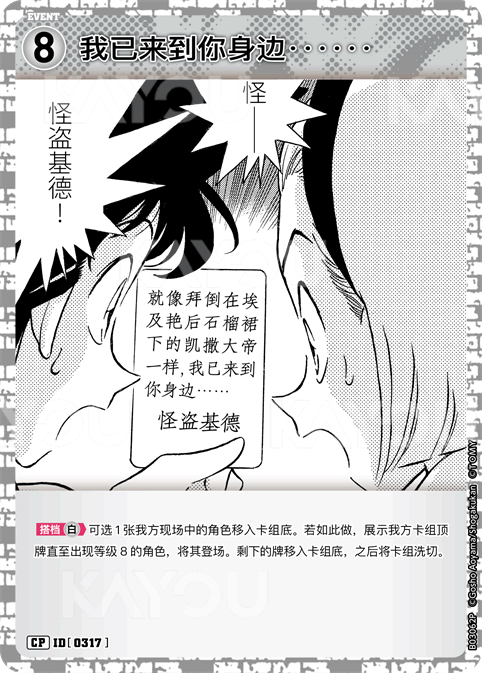 EVENT
8 我已来到你身边······
怪—
怪盗基德！
就像拜倒在埃
及艳后石榴裙
下的凯撒大帝
一样,我已来到
你身边……
怪盗基德
搭档 白 可选1张我方现场中的角色移入卡组底。若如此做，展示我方卡组顶
牌直至出现等级8的角色，将其登场。剩下的牌移入卡组底，之后将卡组洗切。
CP ID[ 0317 ]
B03062P ©Gosho Aoyama/Shogakukan ©TOMY
KAYOU
KAYOU
KAYOU
KAYOU